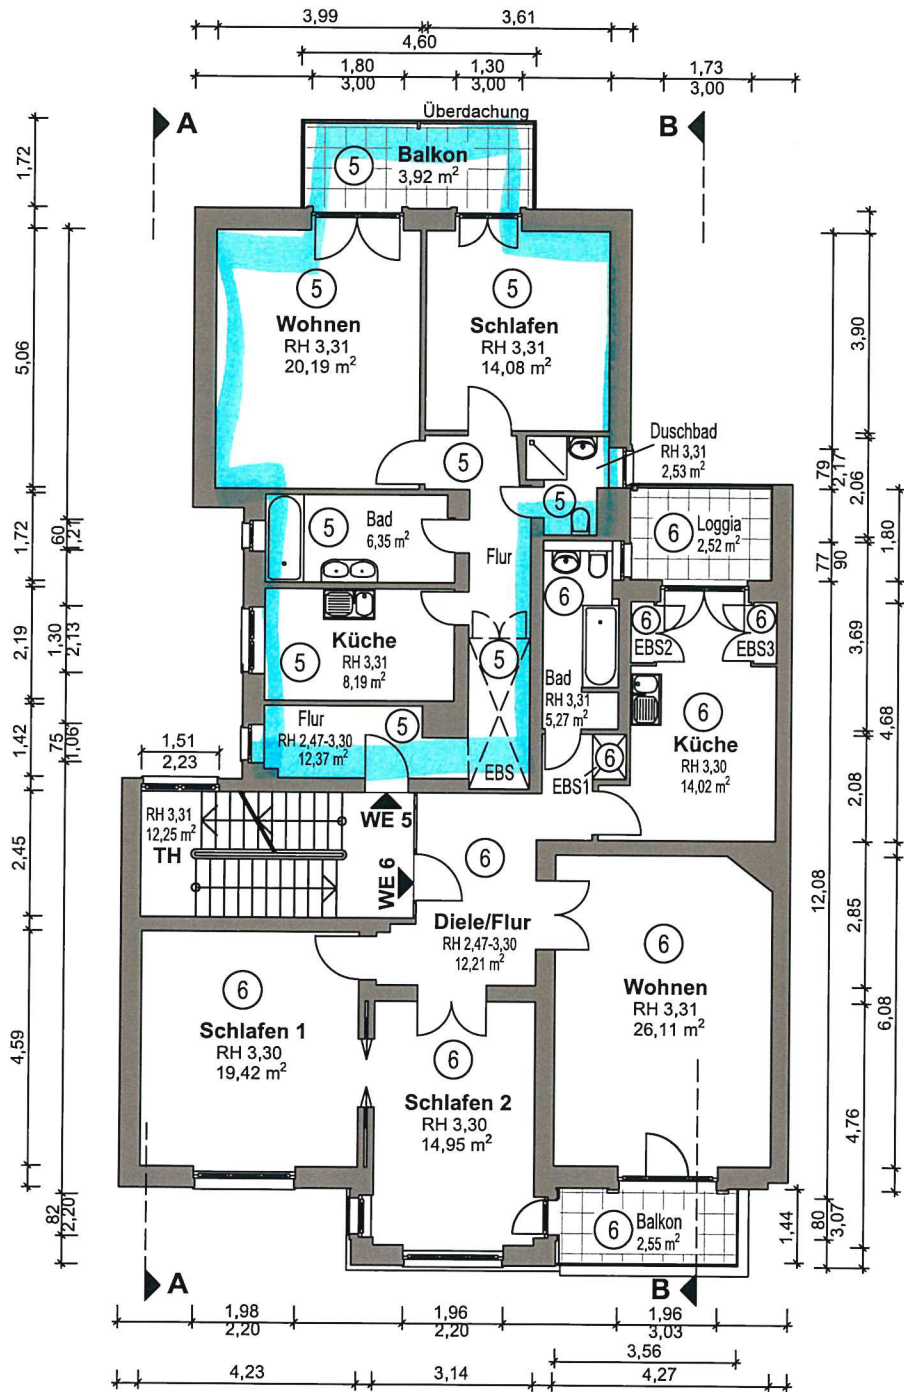 3,99
3,61
4,60
1,80
3,00
1,30
3,00
1,73
3,00
A
B
Überdachung
5
Balkon
3,92 m²
1,72
5
Wohnen
RH 3,31
20,19 m²
5
Schlafen
RH 3,31
14,08 m²
5,06
3,90
Duschbad
RH 3,31
2,53 m²
5
5
79
2,17
2,06
5
Bad
6,35 m²
Flur
6
Loggia
2,52 m²
1,72
60
1,21
77
90
1,80
6
6
EBS2
6
EBS3
Küche
RH 3,31
8,19 m²
5
5
2,19
1,30
2,13
3,69
Bad
RH 3,31
5,27 m²
6
Küche
RH 3,30
14,02 m²
4,68
Flur
RH 2,47-3,30
12,37 m²
5
EBS
6
EBS1
1,42
75
1,06
1,51
2,23
2,08
RH 3,31
12,25 m²
TH
WE 5
WE 6
6
2,45
12,08
Diele/Flur
RH 2,47-3,30
12,21 m²
2,85
6
Wohnen
RH 3,31
26,11 m²
6,08
6
Schlafen 1
RH 3,30
19,42 m²
4,59
6
Schlafen 2
RH 3,30
14,95 m²
4,76
82
2,20
6
Balkon
2,55 m²
1,44
80
3,07
A
B
1,98
2,20
1,96
2,20
1,96
3,03
3,56
4,23
3,14
4,27